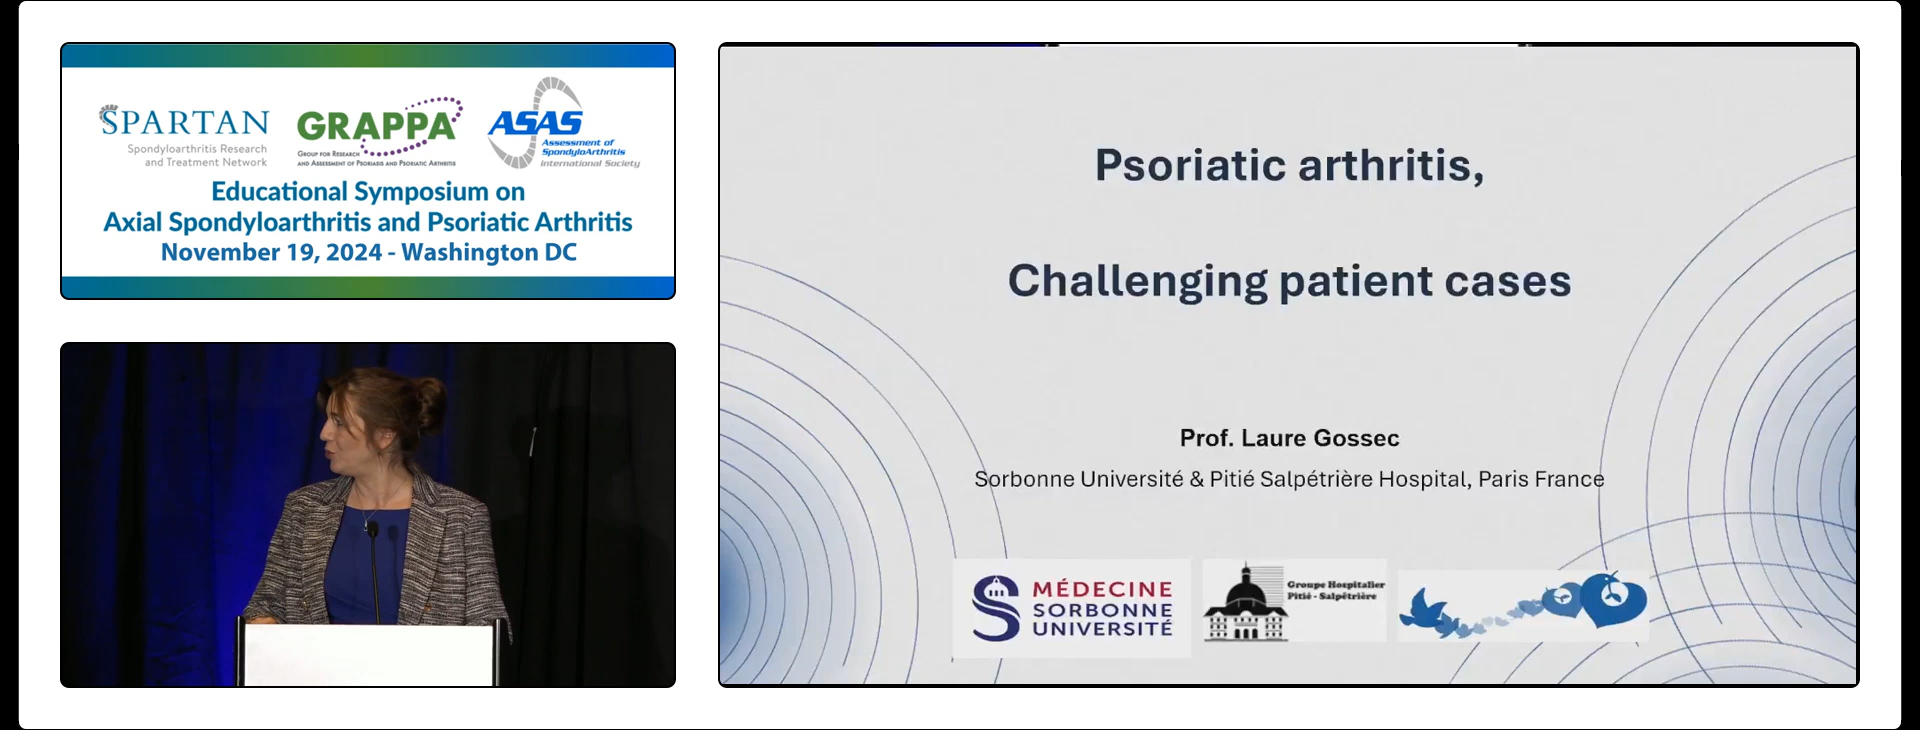 SPARTAN
Spondyloarthritis Research
and Treatment Network
GRAPPA
GROUP FOR RESEARCH
AND ASSESSMENT OF PSORIASIS AND PSORIATIC ARTHRITIS
ASAS
Assessment of
SpondyloArthritis
International Society
Educational Symposium on
Axial Spondyloarthritis and Psoriatic Arthritis
November 19, 2024 - Washington DC
Psoriatic arthritis,
Challenging patient cases
Prof. Laure Gossec
Sorbonne Université & Pitié Salpétrière Hospital, Paris France
MÉDECINE
SORBONNE
UNIVERSITÉ
Groupe Hospitalier
Pitié - Salpêtrière